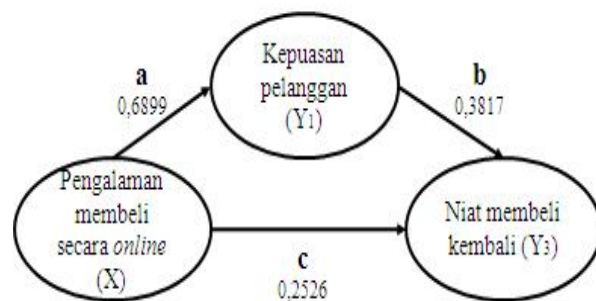 Kepuasan
pelanggan
(Y1)
a
0,6899
b
0,3817
Pengalaman
membeli
secara online
(X)
Niat membeli
kembali (Y3)
c
0,2526